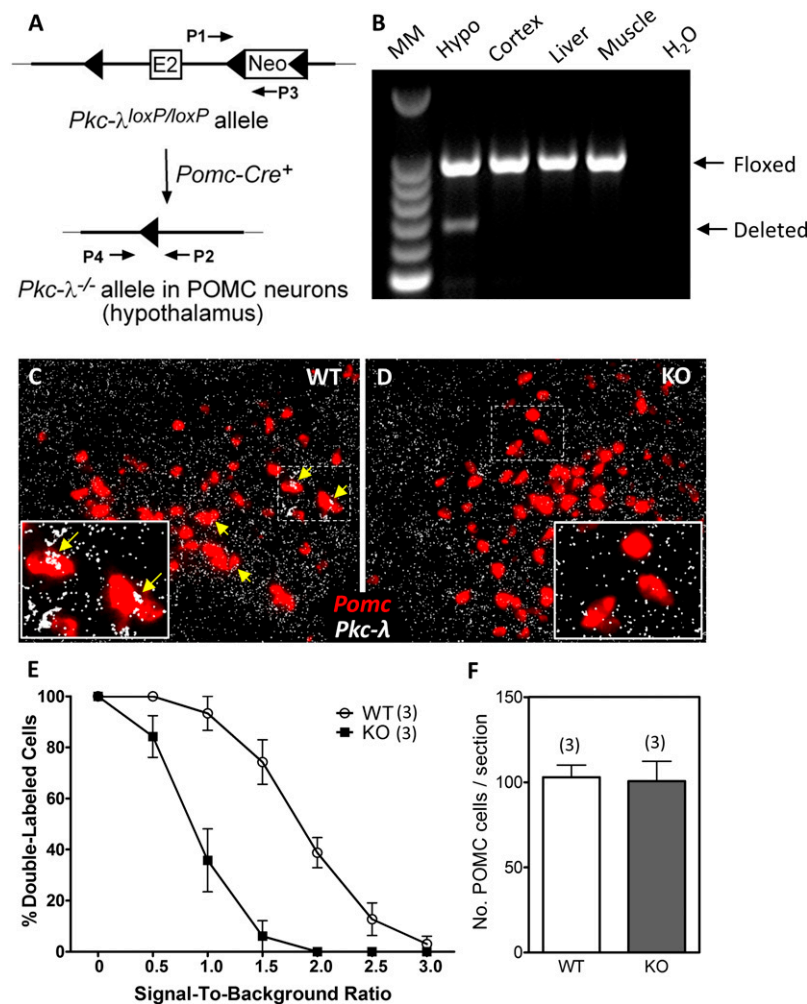 A
P1
E2
Neo
P3
Pkc-λloxP/loxP allele
Pomc-Cre+
P4
P2
Pkc-λ-/- allele in POMC neurons
(hypothalamus)
B
MM
Hypo
Cortex
Liver
Muscle
H₂O
Floxed
Deleted
C
WT
D
KO
Pomc
Pkc-λ
E
% Double-Labeled Cells
100
80
60
40
20
0
WT (3)
KO (3)
0 0.5 1.0 1.5 2.0 2.5 3.0
Signal-To-Background Ratio
F
No. POMC cells / section
150
100
50
0
(3)
(3)
WT
KO